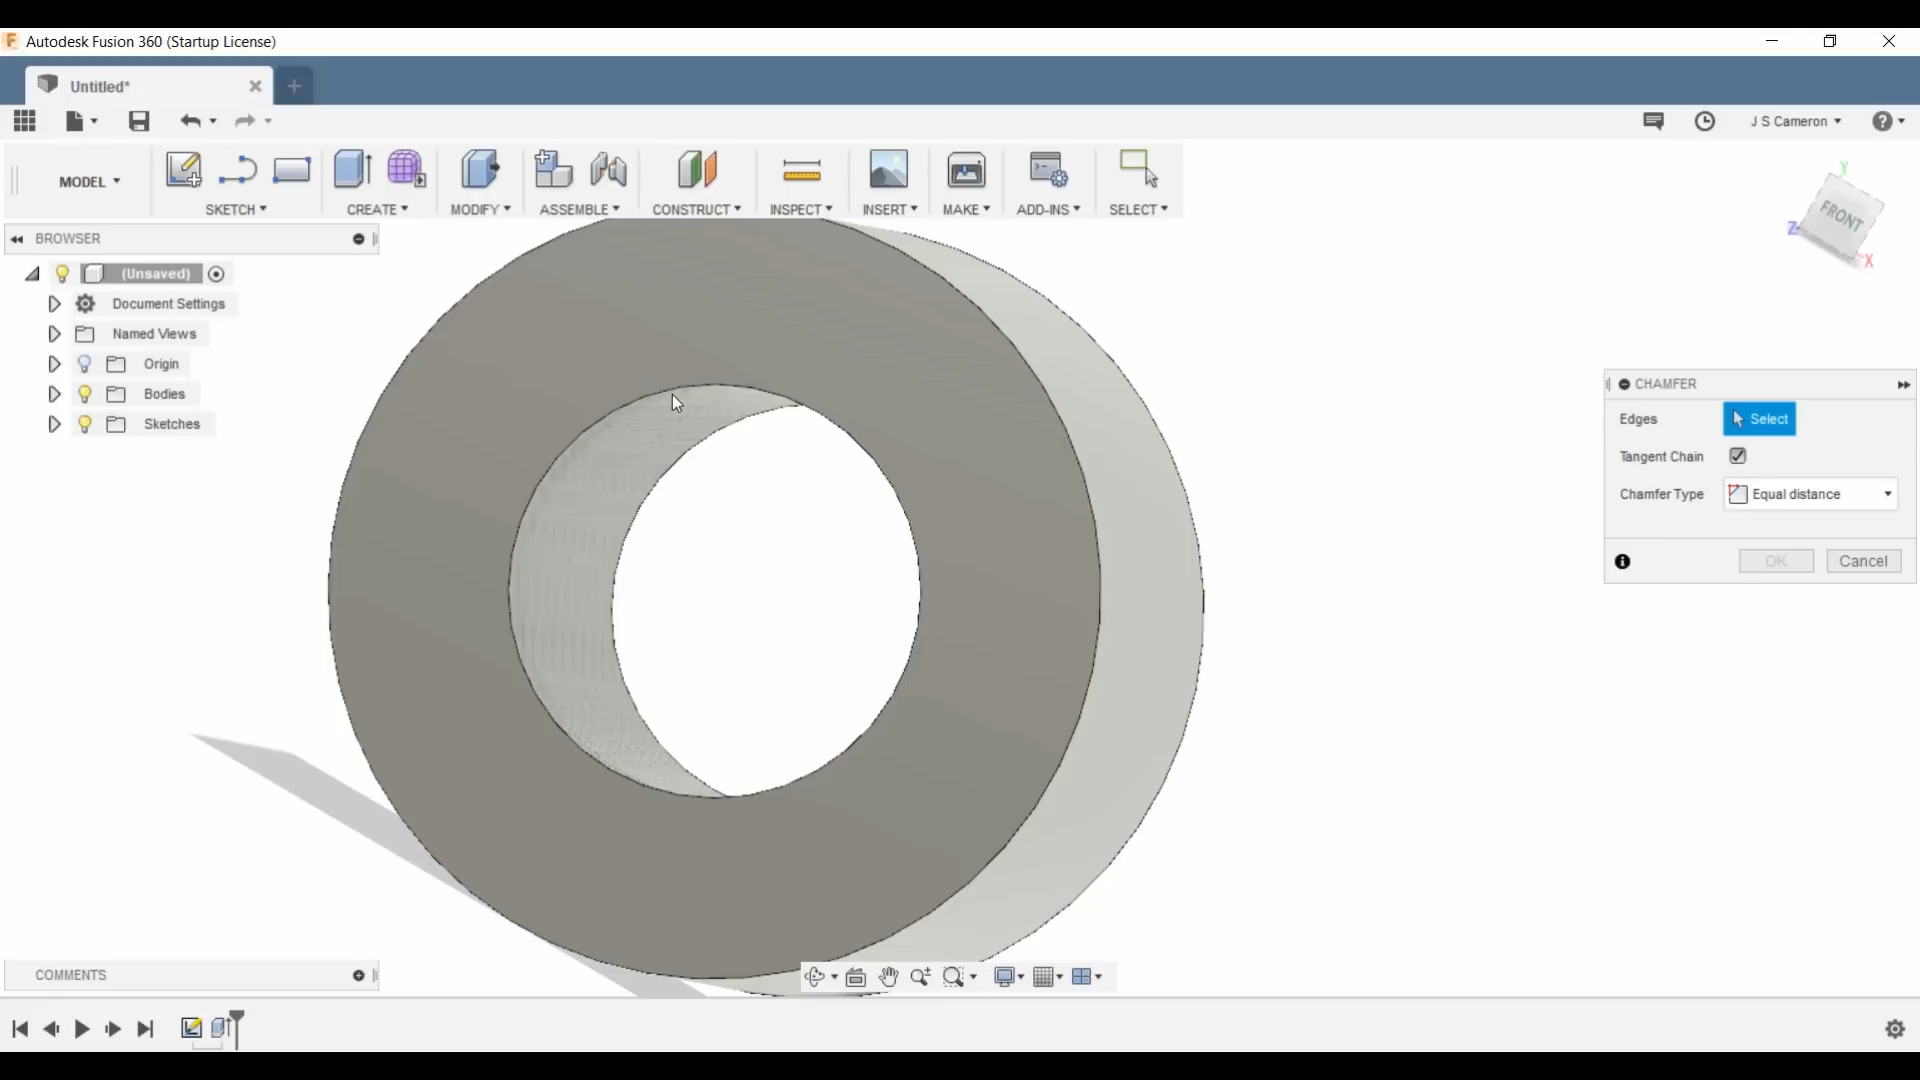 Autodesk Fusion 360 (Startup License)
Untitled*
J S Cameron
MODEL
SKETCH
CREATE
MODIFY
ASSEMBLE
CONSTRUCT
INSPECT
INSERT
MAKE
ADD-INS
SELECT
Y
FRONT
Z
X
BROWSER
(Unsaved)
Document Settings
Named Views
Origin
Bodies
Sketches
CHAMFER
Edges
Select
Tangent Chain
Chamfer Type
Equal distance
OK
Cancel
COMMENTS